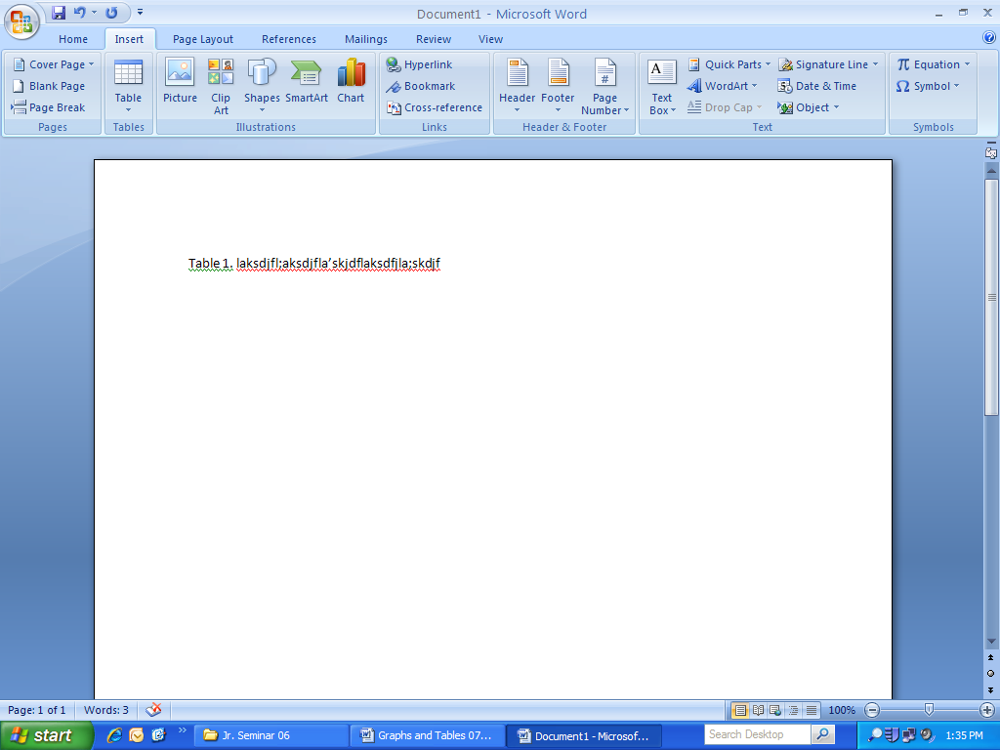 Document1 - Microsoft Word
Home Insert Page Layout References Mailings Review View
Cover Page
Blank Page
Page Break
Pages
Table
Tables
Picture
Clip Art
Shapes
SmartArt
Chart
Illustrations
Hyperlink
Bookmark
Cross-reference
Links
Header
Footer
Page Number
Header & Footer
A
#
Text Box
Quick Parts
WordArt
Drop Cap
Signature Line
Date & Time
Object
Text
π Equation
Ω Symbol
Symbols
Table 1. laksdjfl;aksdjfla’skjdflaksdfjla;skdjf
Page: 1 of 1 Words: 3 100%
start Jr. Seminar 06 Graphs and Tables 07... Document1 - Microsof... Search Desktop 1:35 PM